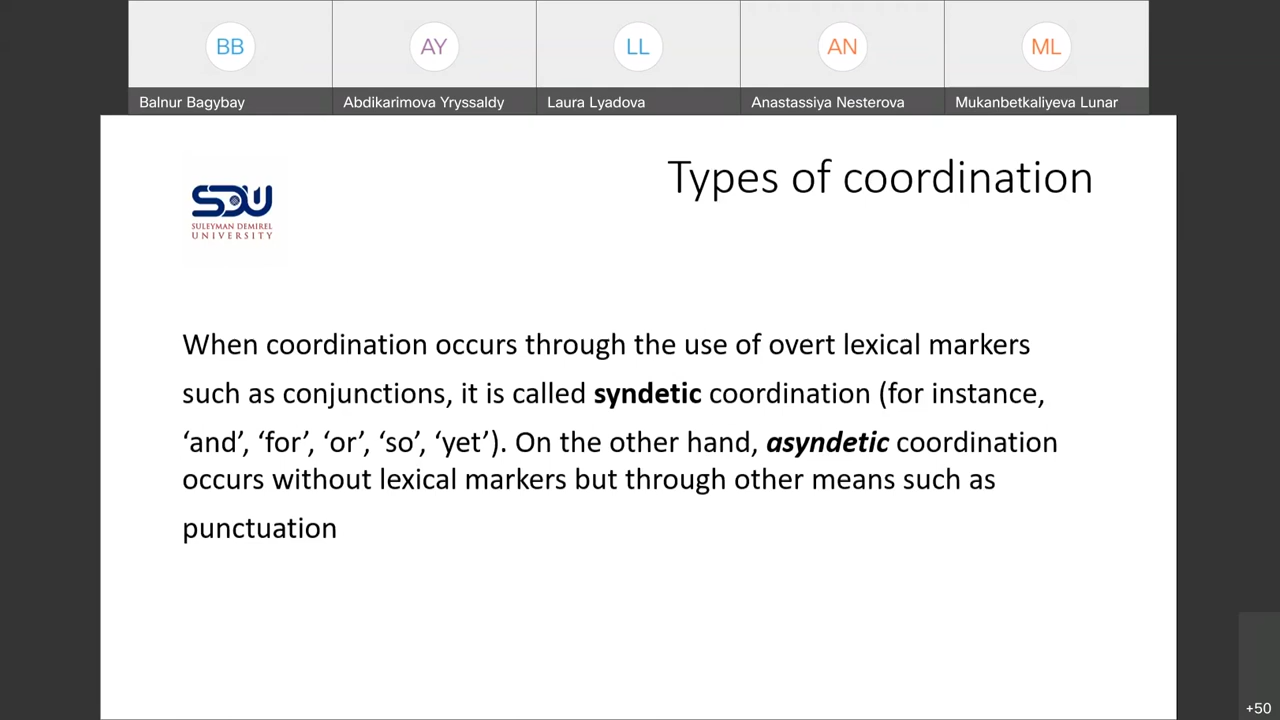 BB
AY
LL
AN
ML
Balnur Bagybay
Abdikarimova Yryssaldy
Laura Lyadova
Anastassiya Nesterova
Mukanbetkaliyeva Lunar
Types of coordination
SDU
SULEYMAN DEMIREL
UNIVERSITY
When coordination occurs through the use of overt lexical markers
such as conjunctions, it is called syndetic coordination (for instance,
‘and’, ‘for’, ‘or’, ‘so’, ‘yet’). On the other hand, asyndetic coordination
occurs without lexical markers but through other means such as
punctuation
+50